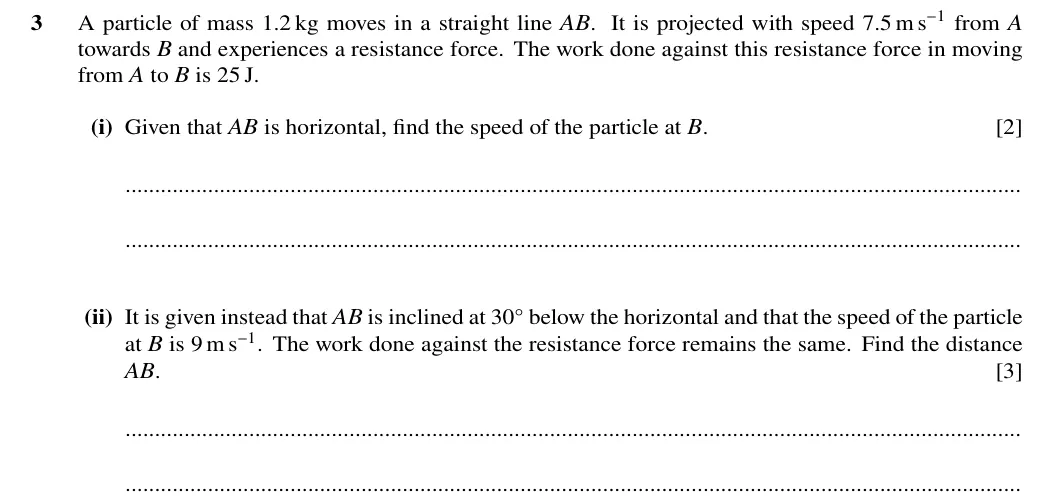 3 A particle of mass 1.2 kg moves in a straight line AB. It is projected with speed 7.5 m s⁻¹ from A
towards B and experiences a resistance force. The work done against this resistance force in moving
from A to B is 25 J.
(i) Given that AB is horizontal, find the speed of the particle at B. [2]
(ii) It is given instead that AB is inclined at 30° below the horizontal and that the speed of the particle
at B is 9 m s⁻¹. The work done against the resistance force remains the same. Find the distance
AB. [3]